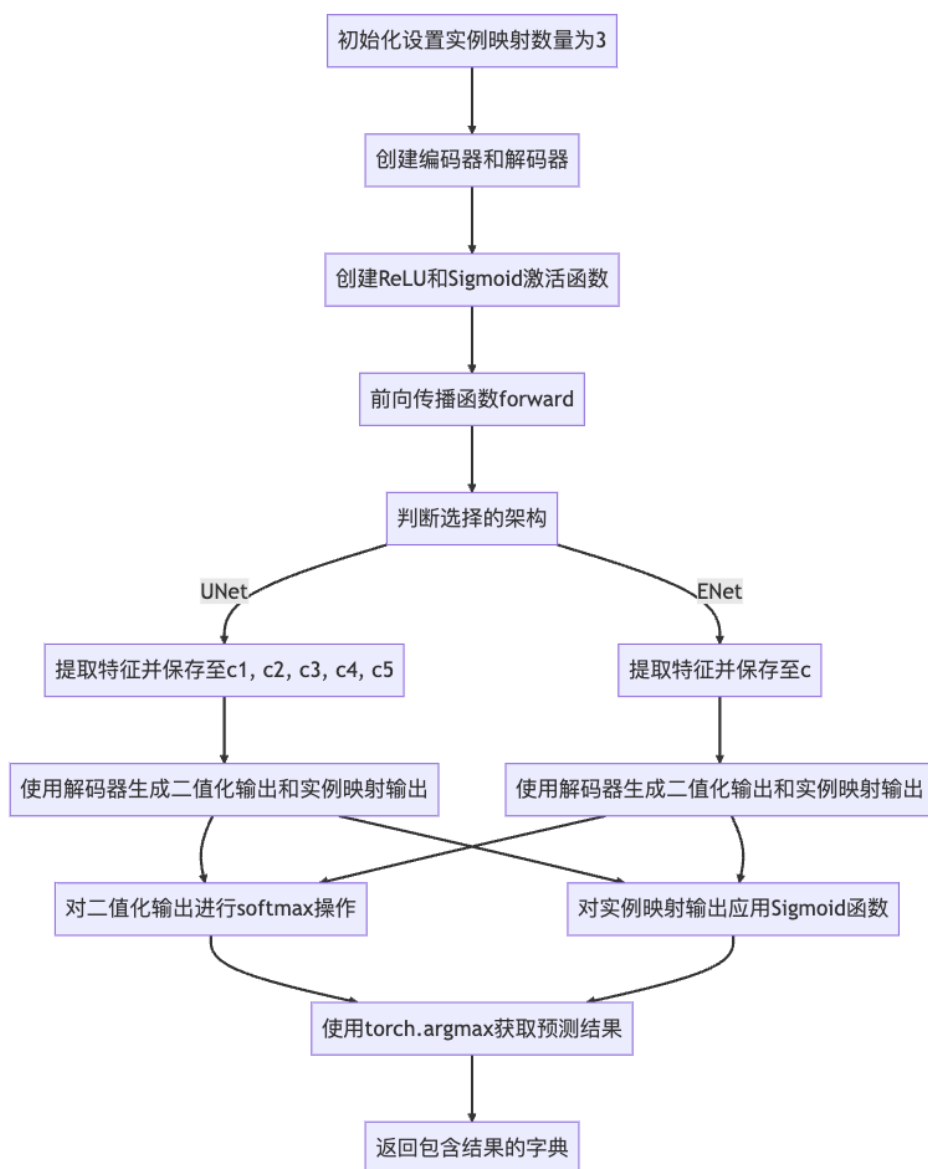 初始化设置实例映射数量为3
创建编码器和解码器
创建ReLU和Sigmoid激活函数
前向传播函数forward
判断选择的架构
UNet
ENet
提取特征并保存至c1, c2, c3, c4, c5
提取特征并保存至c
使用解码器生成二值化输出和实例映射输出
使用解码器生成二值化输出和实例映射输出
对二值化输出进行softmax操作
对实例映射输出应用Sigmoid函数
使用torch.argmax获取预测结果
返回包含结果的字典